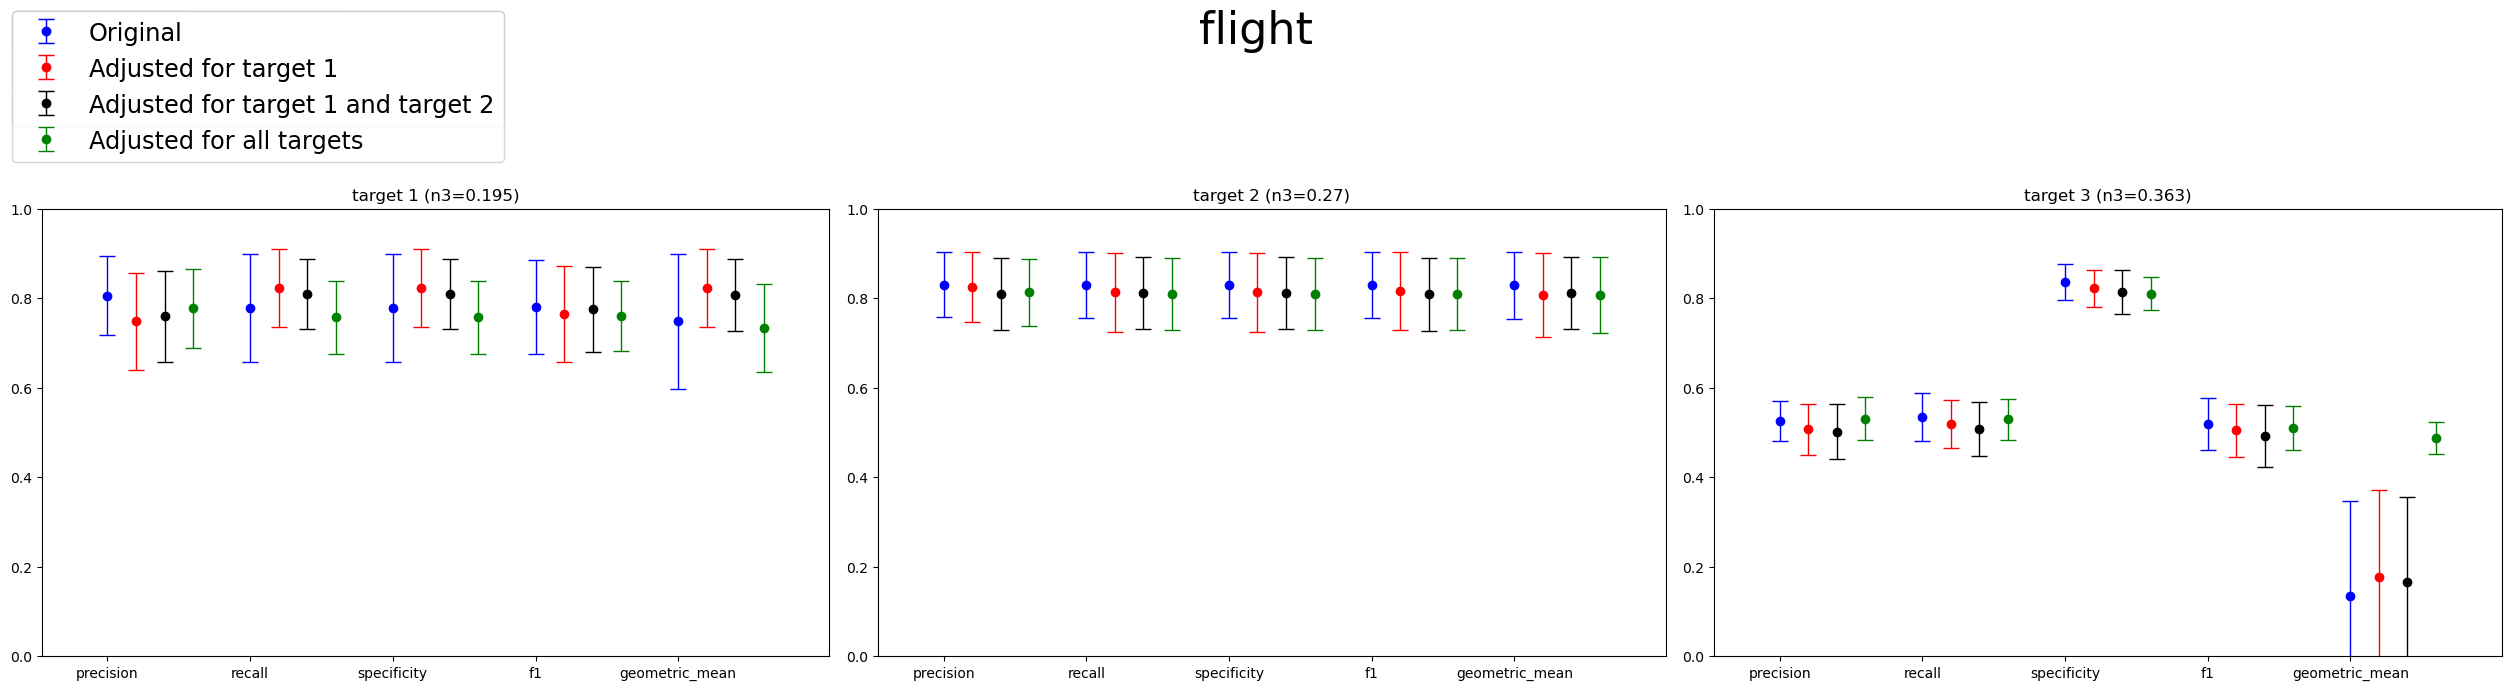 flight
Original
Adjusted for target 1
Adjusted for target 1 and target 2
Adjusted for all targets
target 1 (n3=0.195)
1.0
0.8
0.6
0.4
0.2
0.0
precision recall specificity f1 geometric_mean
target 2 (n3=0.27)
1.0
0.8
0.6
0.4
0.2
0.0
precision recall specificity f1 geometric_mean
target 3 (n3=0.363)
1.0
0.8
0.6
0.4
0.2
0.0
precision recall specificity f1 geometric_mean